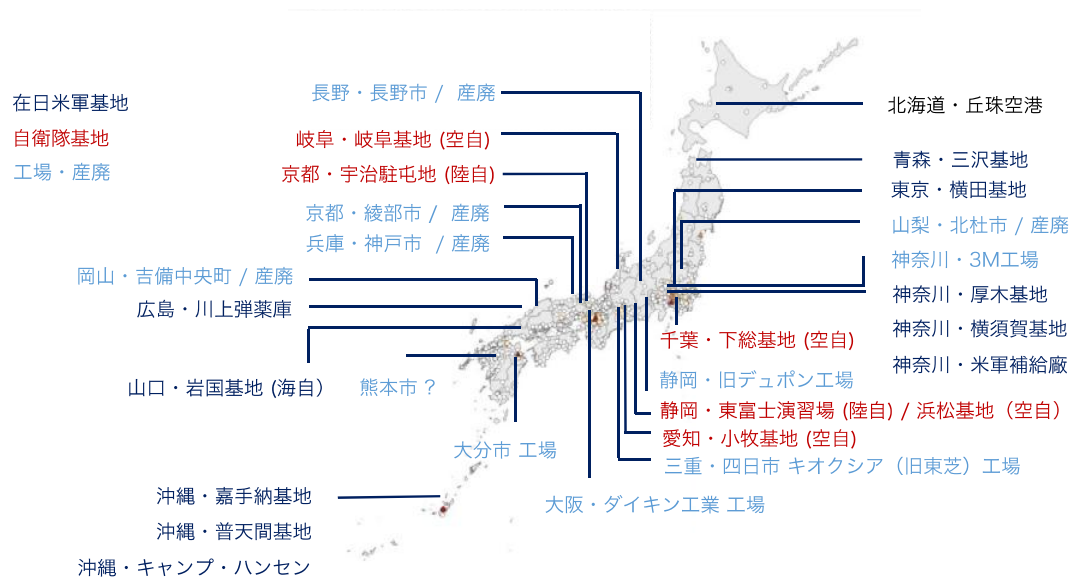 在日米軍基地
自衛隊基地
工場・産廃
長野・長野市 / 産廃
岐阜・岐阜基地 (空自)
京都・宇治駐屯地 (陸自)
京都・綾部市 / 産廃
兵庫・神戸市 / 産廃
岡山・吉備中央町 / 産廃
広島・川上弾薬庫
山口・岩国基地 (海自）
熊本市 ?
大分市 工場
沖縄・嘉手納基地
沖縄・普天間基地
沖縄・キャンプ・ハンセン
北海道・丘珠空港
青森・三沢基地
東京・横田基地
山梨・北杜市 / 産廃
神奈川・3M工場
神奈川・厚木基地
神奈川・横須賀基地
神奈川・米軍補給廠
千葉・下総基地 (空自)
静岡・旧デュポン工場
静岡・東富士演習場 (陸自) / 浜松基地（空自）
愛知・小牧基地 (空自)
三重・四日市 キオクシア（旧東芝）工場
大阪・ダイキン工業 工場